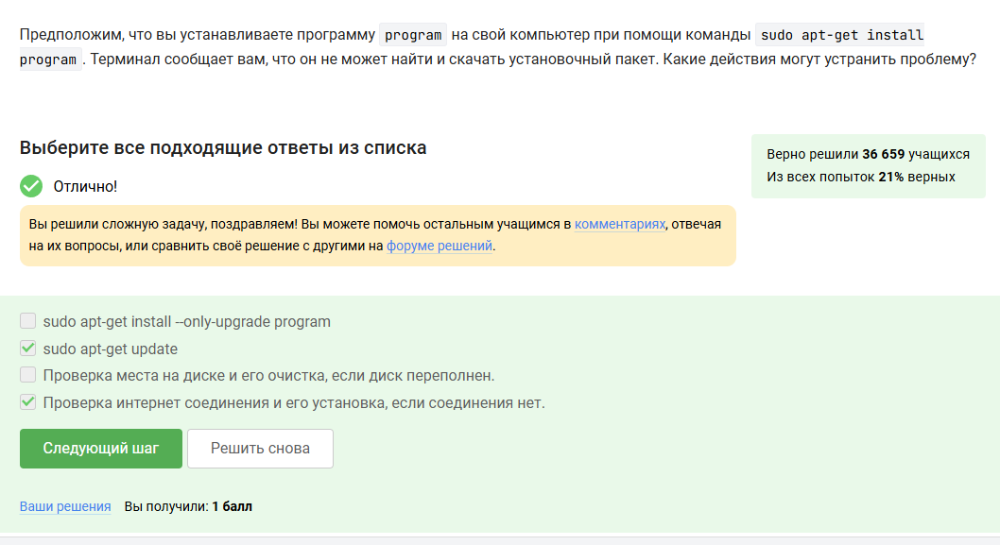 Предположим, что вы устанавливаете программу program на свой компьютер при помощи команды sudo apt-get install
program. Терминал сообщает вам, что он не может найти и скачать установочный пакет. Какие действия могут устранить проблему?
Выберите все подходящие ответы из списка
Верно решили 36 659 учащихся
Из всех попыток 21% верных
Отлично!
Вы решили сложную задачу, поздравляем! Вы можете помочь остальным учащимся в комментариях, отвечая
на их вопросы, или сравнить своё решение с другими на форуме решений.
sudo apt-get install --only-upgrade program
sudo apt-get update
Проверка места на диске и его очистка, если диск переполнен.
Проверка интернет соединения и его установка, если соединения нет.
Следующий шаг
Решить снова
Ваши решения Вы получили: 1 балл